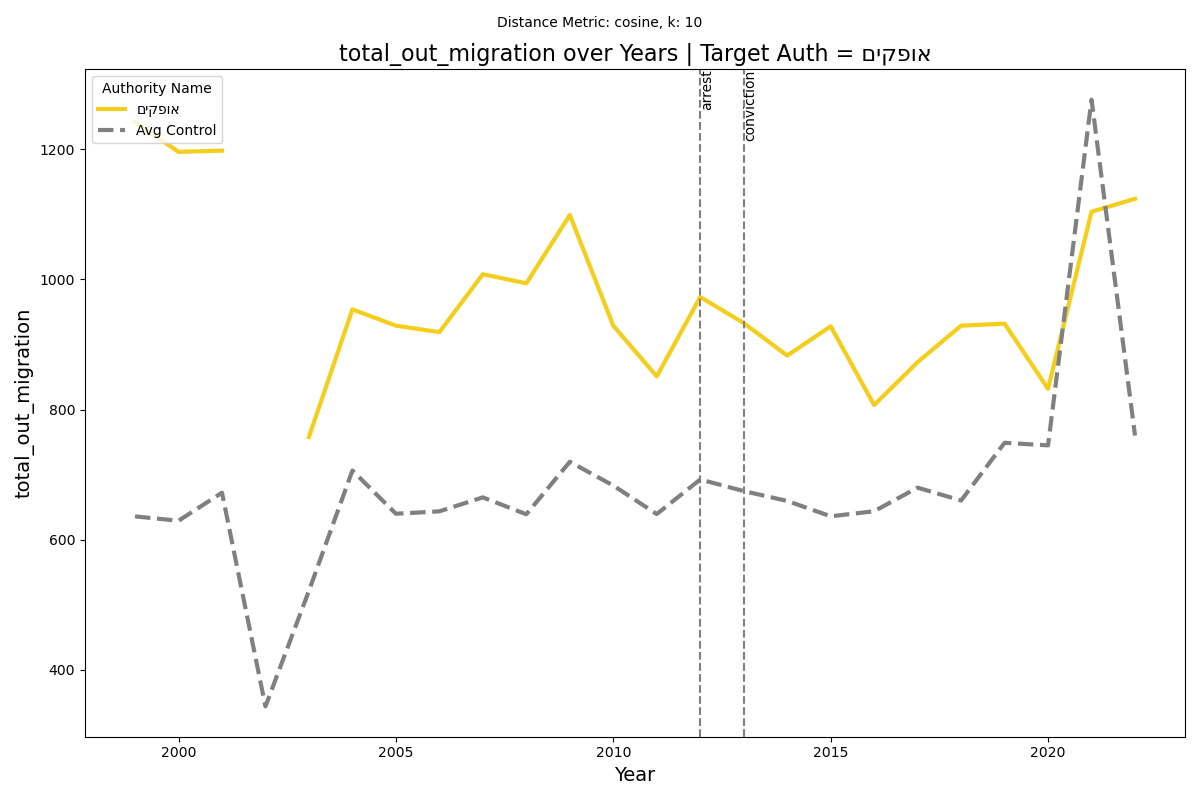 Distance Metric: cosine, k: 10
total_out_migration over Years | Target Auth = אופקים
Authority Name
אופקים
Avg Control
arrest
conviction
total_out_migration
1200
1000
800
600
400
2000
2005
2010
2015
2020
Year